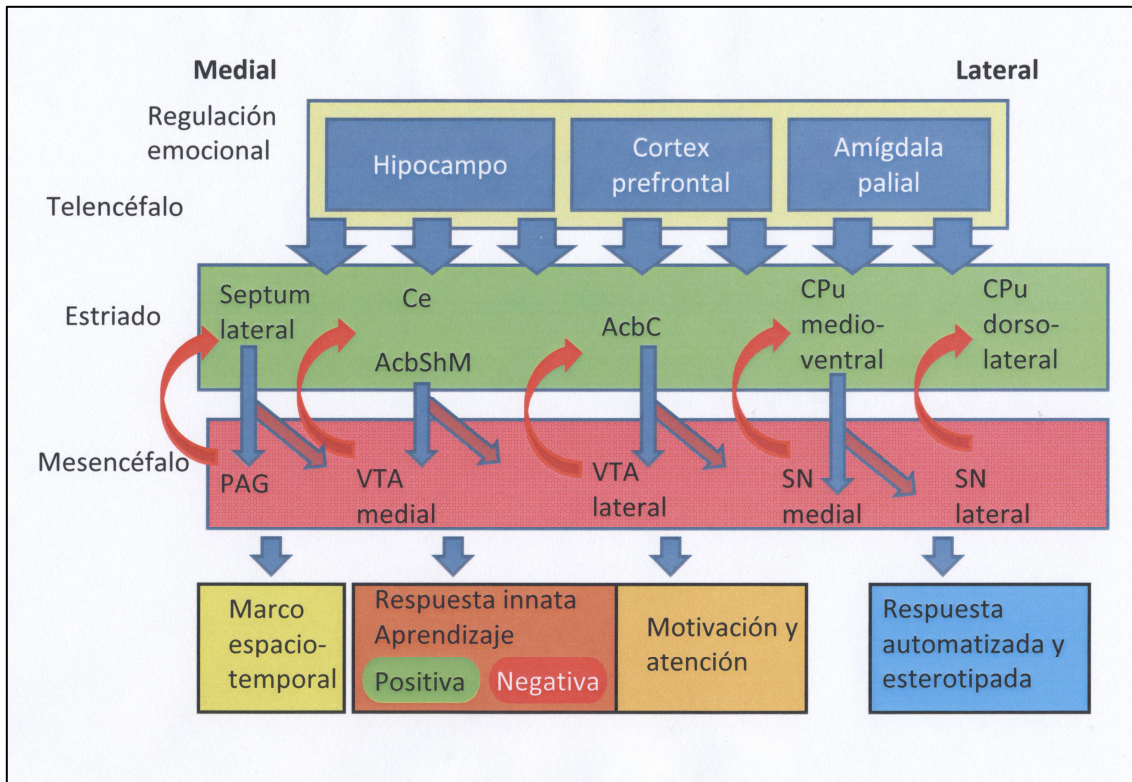 Medial
Lateral
Regulación
emocional
Hipocampo
Cortex
prefrontal
Amígdala
palial
Telencéfalo
Estriado
Septum
lateral
Ce
AcbShM
AcbC
CPu
medio-
ventral
CPu
dorso-
lateral
Mesencéfalo
PAG
VTA
medial
VTA
lateral
SN
medial
SN
lateral
Marco
espacio-
temporal
Respuesta innata
Aprendizaje
Positiva
Negativa
Motivación y
atención
Respuesta
automatizada y
esterotipada